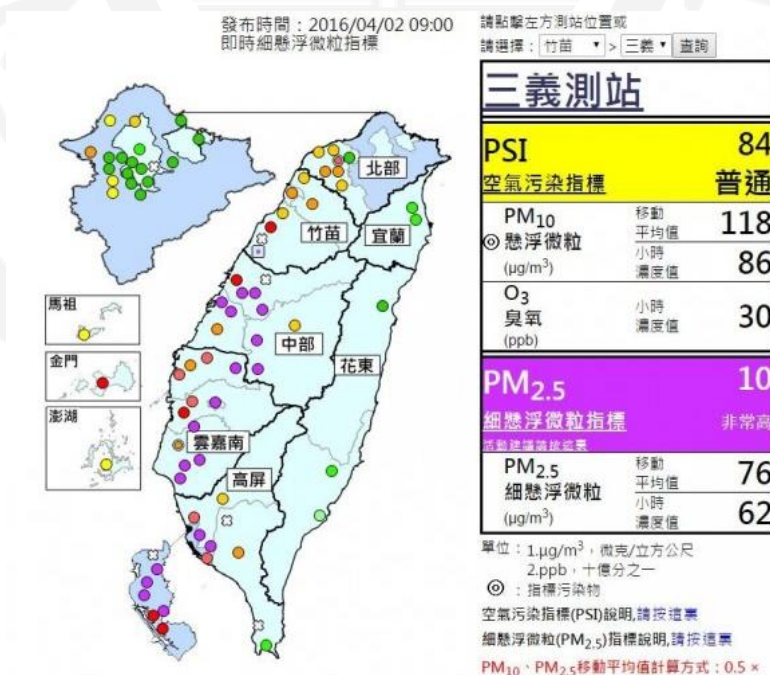 發布時間：2016/04/02 09:00
即時細懸浮微粒指標
北部
竹苗
宜蘭
馬祖
中部
金門
花東
澎湖
雲嘉南
高屏
請點擊左方測站位置或
請選擇：竹苗 > 三義 查詢
三義測站
PSI 84
空氣污染指標 普通
PM10 移動平均值 118
◎懸浮微粒
(μg/m³) 小時濃度值 86
O3
臭氧 小時濃度值 30
(ppb)
PM2.5 10
細懸浮微粒指標 非常高
活動建議請按這裏
PM2.5 移動平均值 76
細懸浮微粒
(μg/m³) 小時濃度值 62
單位：1.μg/m³，微克/立方公尺
2.ppb，十億分之一
◎：指標污染物
空氣污染指標(PSI)說明,請按這裏
細懸浮微粒(PM2.5)指標說明,請按這裏
PM10、PM2.5移動平均值計算方式：0.5 ×